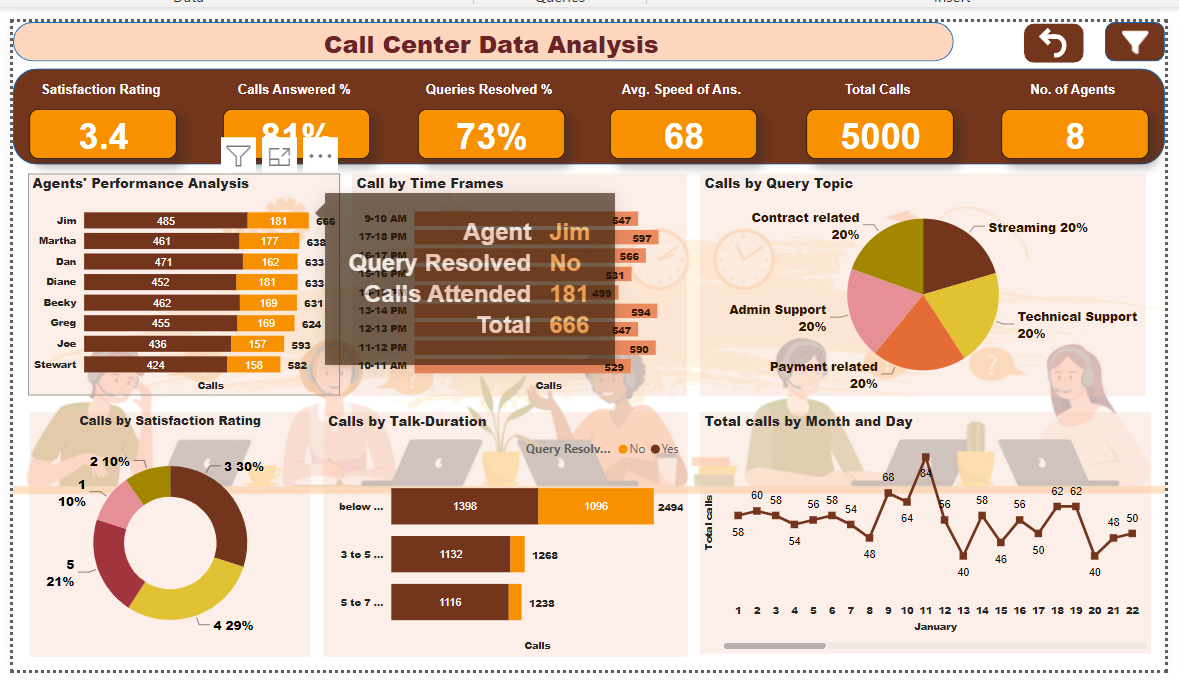 Data
Queries
Insert
Call Center Data Analysis
Satisfaction Rating
Calls Answered %
Queries Resolved %
Avg. Speed of Ans.
Total Calls
No. of Agents
3.4
81%
73%
68
5000
8
Agents' Performance Analysis
Jim 485 181 666
Martha 461 177 638
Dan 471 162 633
Diane 452 181 633
Becky 462 169 631
Greg 455 169 624
Joe 436 157 593
Stewart 424 158 582
Calls
Call by Time Frames
9-10 AM 547
17-18 PM 597
16-17 PM 566
15-16 PM 531
499
13-14 PM 594
12-13 PM 547
11-12 PM 590
10-11 AM 529
Calls
Agent Jim
Query Resolved No
Calls Attended 181
Total 666
Calls by Query Topic
Contract related
20%
Streaming 20%
Admin Support
20%
Technical Support
20%
Payment related
20%
Calls by Satisfaction Rating
2 10%
3 30%
1
10%
5
21%
4 29%
Calls by Talk-Duration
Query Resolv... No Yes
below ... 1398 1096 2494
3 to 5 ... 1132 1268
5 to 7 ... 1116 1238
Calls
Total calls by Month and Day
Total calls
58 60 58 54 56 58 54 48 68 64 84 56 40 58 46 56 50 62 62 40 48 50
1 2 3 4 5 6 7 8 9 10 11 12 13 14 15 16 17 18 19 20 21 22
January